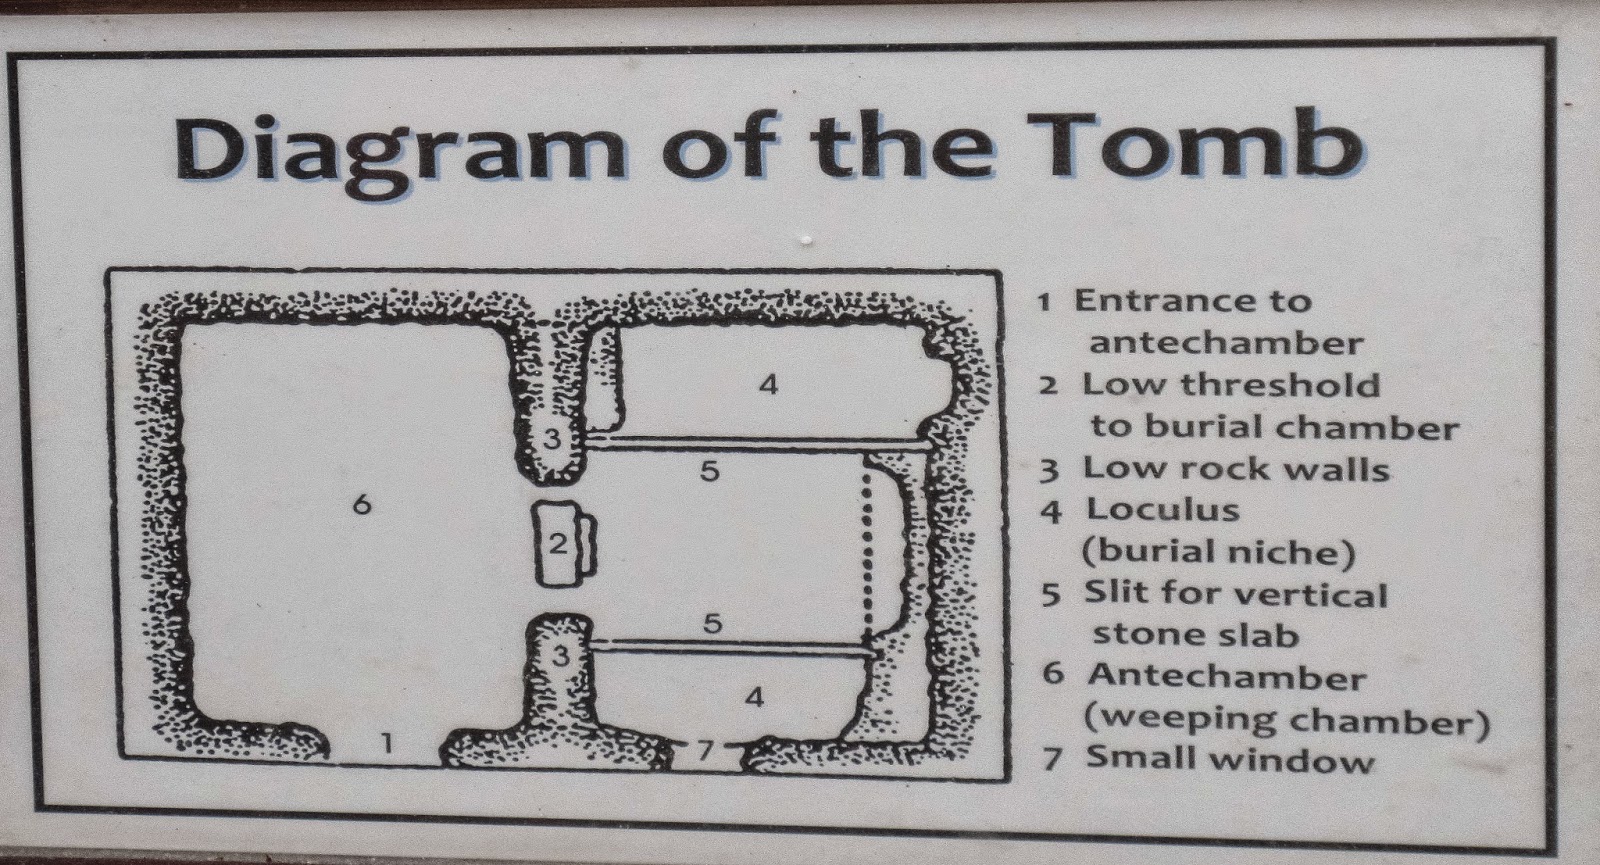 Diagram of the Tomb
4
3
5
6
2
5
3
4
1
7
1 Entrance to
antechamber
2 Low threshold
to burial chamber
3 Low rock walls
4 Loculus
(burial niche)
5 Slit for vertical
stone slab
6 Antechamber
(weeping chamber)
7 Small window